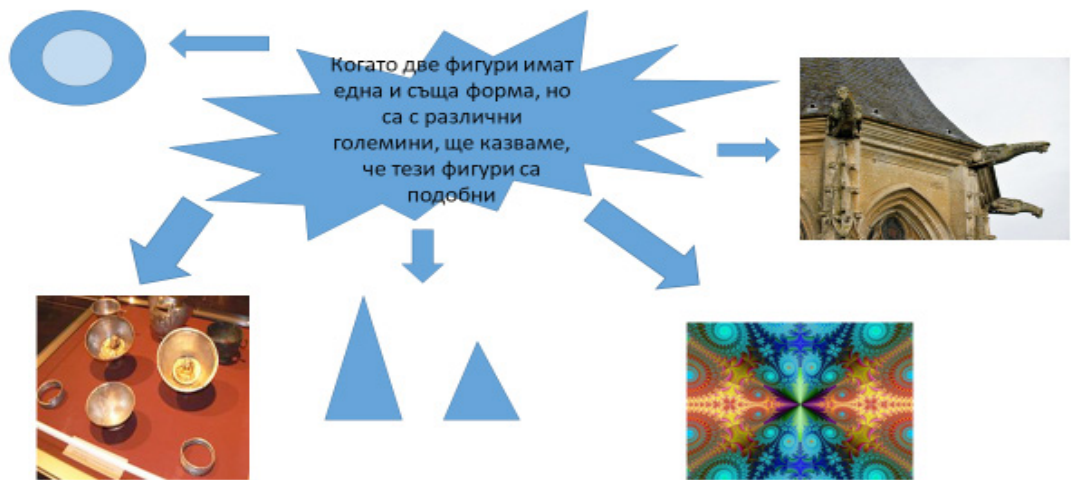 Когато две фигури имат
една и съща форма, но
са с различни
големини, ще казваме,
че тези фигури са
подобни